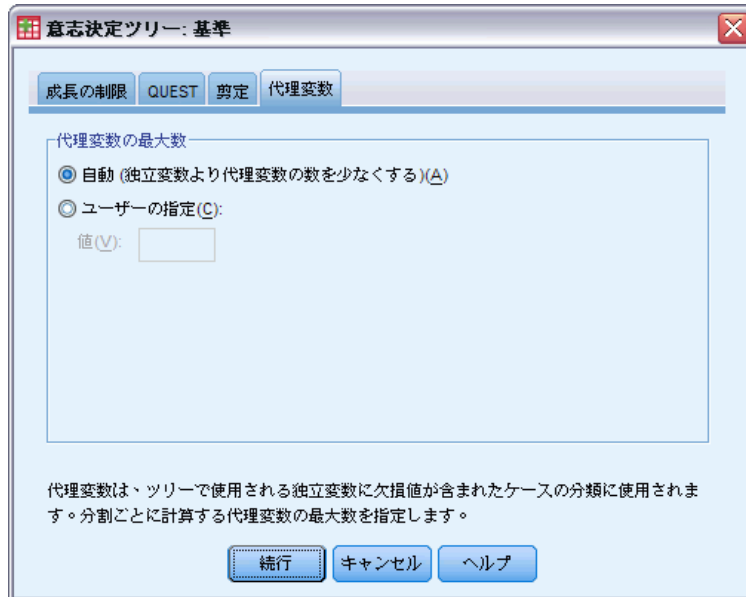 意志決定ツリー: 基準
成長の制限 QUEST 剪定 代理変数
代理変数の最大数
自動 (独立変数より代理変数の数を少なくする)(A)
ユーザーの指定(C):
値(V):
代理変数は、ツリーで使用される独立変数に欠損値が含まれたケースの分類に使用されま
す。分割ごとに計算する代理変数の最大数を指定します。
続行 キャンセル ヘルプ